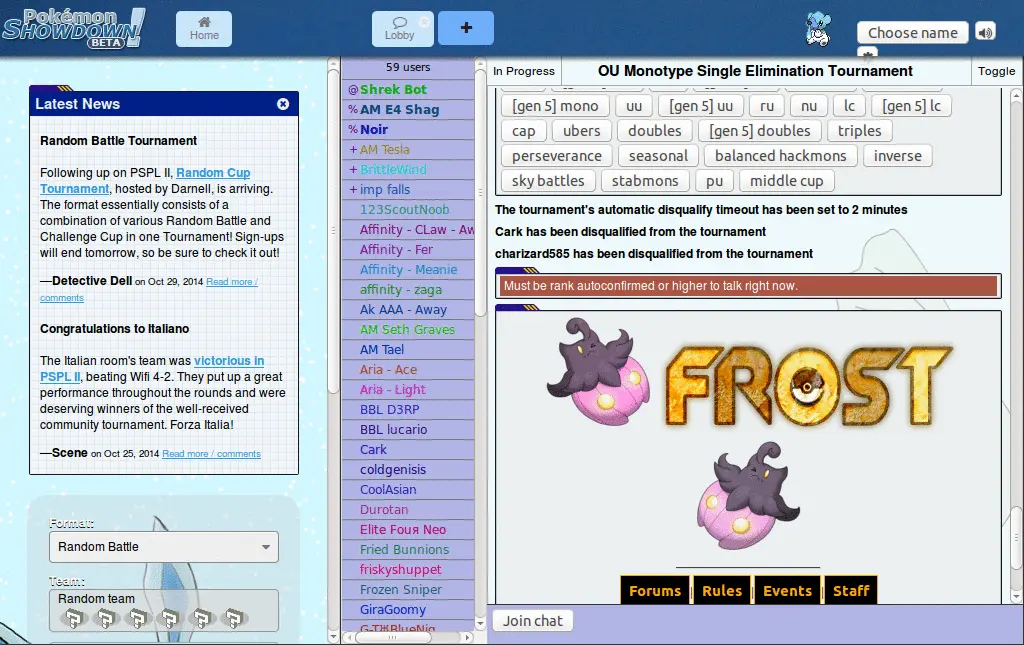 Pokémon
SHOWDOWN!
BETA
Home
Lobby
+
Choose name
Latest News
Random Battle Tournament
Following up on PSPL II, Random Cup
Tournament, hosted by Darnell, is arriving.
The format essentially consists of a
combination of various Random Battle and
Challenge Cup in one Tournament! Sign-ups
will end tomorrow, so be sure to check it out!
—Detective Dell on Oct 29, 2014 Read more /
comments
Congratulations to Italiano
The Italian room's team was victorious in
PSPL II, beating Wifi 4-2. They put up a great
performance throughout the rounds and were
deserving winners of the well-received
community tournament. Forza Italia!
—Scene on Oct 25, 2014 Read more / comments
Format:
Random Battle
Team:
Random team
? ? ? ? ? ?
59 users
@Shrek Bot
%AM E4 Shag
%Noir
+AM Tesla
+BrittleWind
+imp falls
123ScoutNoob
Affinity - CLaw - Aw
Affinity - Fer
Affinity - Meanie
affinity - zaga
Ak AAA - Away
AM Seth Graves
AM Tael
Aria - Ace
Aria - Light
BBL D3RP
BBL lucario
Cark
coldgenisis
CoolAsian
Durotan
Elite Fouя Neo
Fried Bunnions
friskyshuppet
Frozen Sniper
GiraGoomy
In Progress
OU Monotype Single Elimination Tournament
Toggle
[gen 5] mono
uu
[gen 5] uu
ru
nu
lc
[gen 5] lc
cap
ubers
doubles
[gen 5] doubles
triples
perseverance
seasonal
balanced hackmons
inverse
sky battles
stabmons
pu
middle cup
The tournament's automatic disqualify timeout has been set to 2 minutes
Cark has been disqualified from the tournament
charizard585 has been disqualified from the tournament
Must be rank autoconfirmed or higher to talk right now.
FROST
Forums | Rules | Events | Staff
Join chat